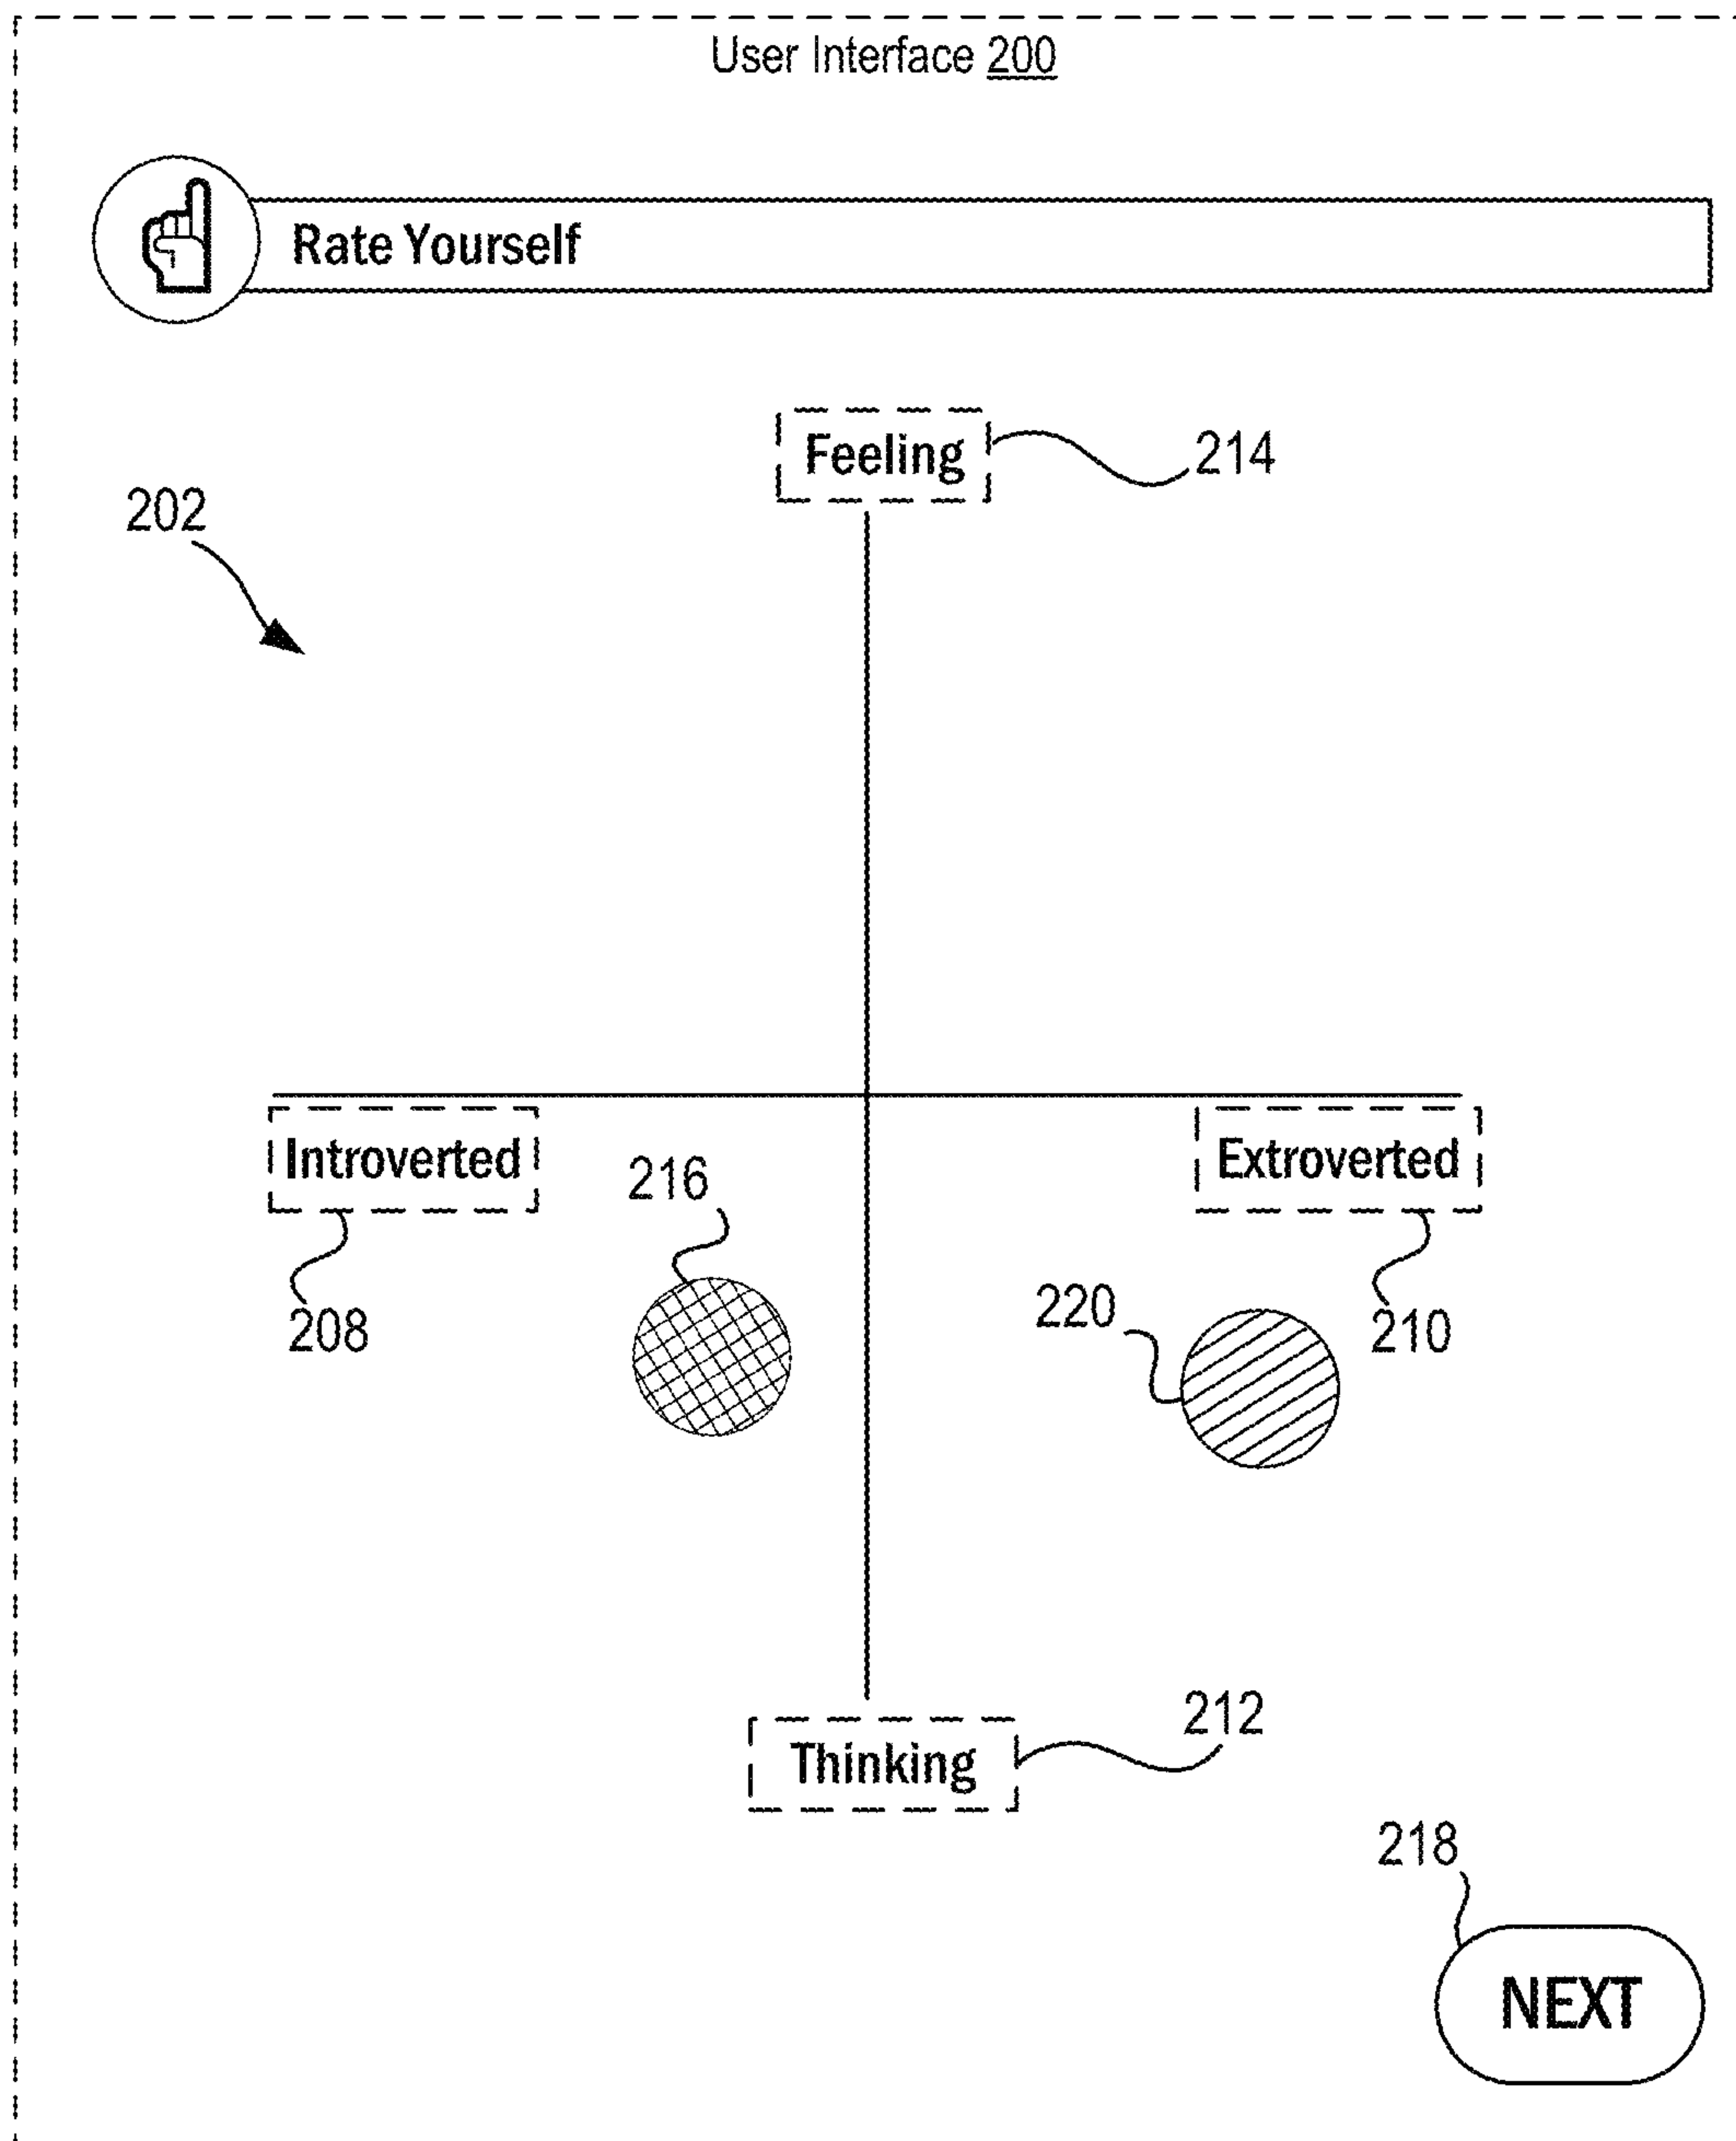 User Interface 200
Rate Yourself
Feeling
214
202
Introverted
Extroverted
216
208
220
210
Thinking
212
218
NEXT